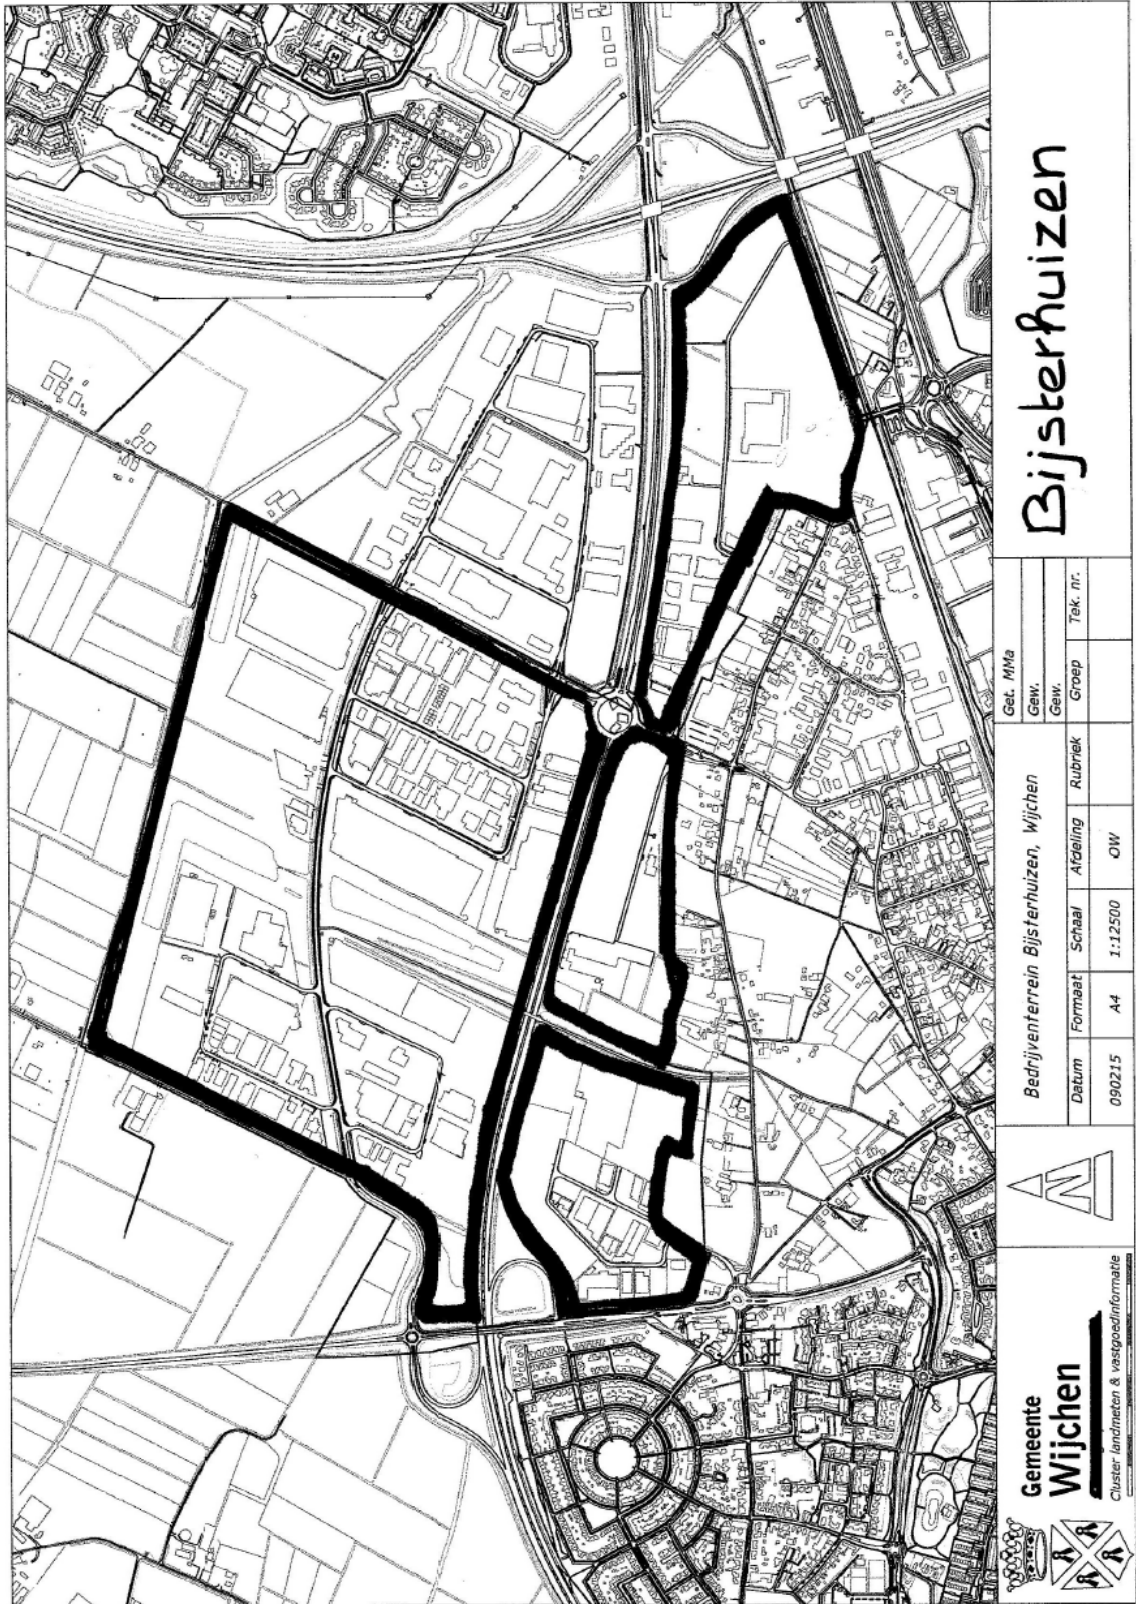 Gemeente
Wijchen
Cluster landmeten & vastgoedinformatie
N
Bedrijventerrein Bijsterhuizen, Wijchen
Get. MMa
Gew.
Gew.
Datum Formaat Schaal Afdeling Rubriek Groep Tek. nr.
090215 A4 1:12500 OW
Bijsterhuizen